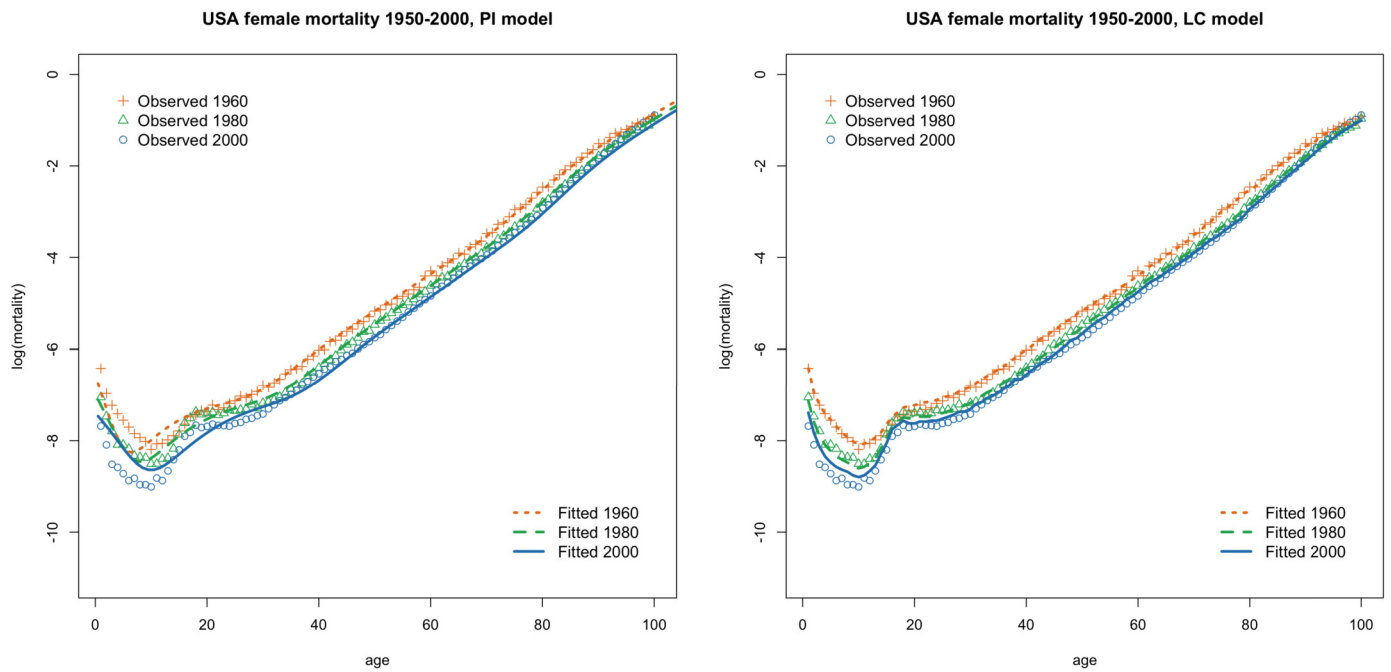 USA female mortality 1950-2000, PI model
0
-2
-4
-6
-8
-10
log(mortality)
Observed 1960
Observed 1980
Observed 2000
Fitted 1960
Fitted 1980
Fitted 2000
0 20 40 60 80 100
age
USA female mortality 1950-2000, LC model
0
-2
-4
-6
-8
-10
log(mortality)
Observed 1960
Observed 1980
Observed 2000
Fitted 1960
Fitted 1980
Fitted 2000
0 20 40 60 80 100
age